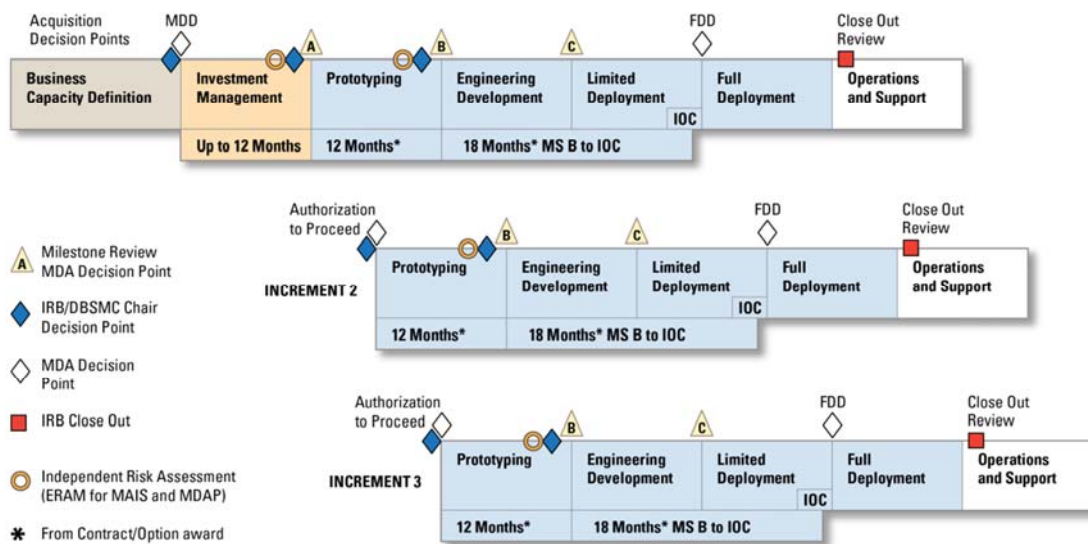 Acquisition
Decision Points
MDD
A
B
C
FDD
Close Out
Review
Business
Capacity Definition
Investment
Management
Prototyping
Engineering
Development
Limited
Deployment
IOC
Full
Deployment
Operations
and Support
Up to 12 Months
12 Months*
18 Months* MS B to IOC
Authorization
to Proceed
B
C
FDD
Close Out
Review
INCREMENT 2
Prototyping
Engineering
Development
Limited
Deployment
IOC
Full
Deployment
Operations
and Support
12 Months*
18 Months* MS B to IOC
Authorization
to Proceed
B
C
FDD
Close Out
Review
INCREMENT 3
Prototyping
Engineering
Development
Limited
Deployment
IOC
Full
Deployment
Operations
and Support
12 Months*
18 Months* MS B to IOC
A
Milestone Review
MDA Decision Point
IRB/DBSMC Chair
Decision Point
MDA Decision
Point
IRB Close Out
Independent Risk Assessment
(ERAM for MAIS and MDAP)
* From Contract/Option award